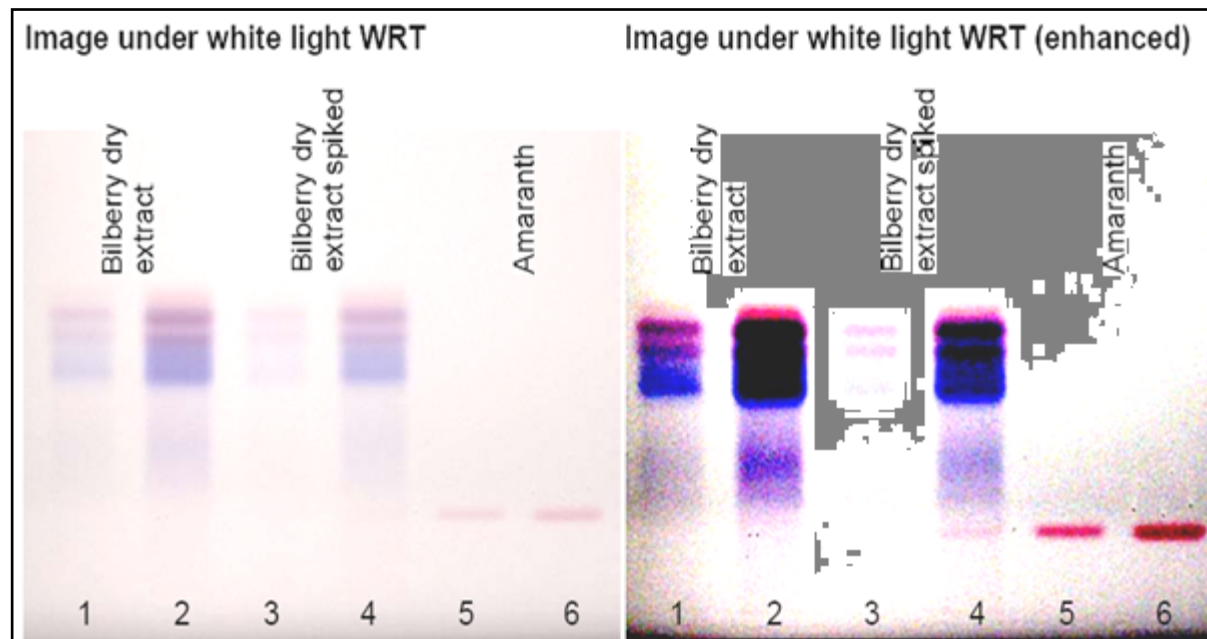 Image under white light WRT
Bilberry dry
extract
Bilberry dry
extract spiked
Amaranth
1 2 3 4 5 6
Image under white light WRT (enhanced)
Bilberry dry
extract
Bilberry dry
extract spiked
Amaranth
1 2 3 4 5 6